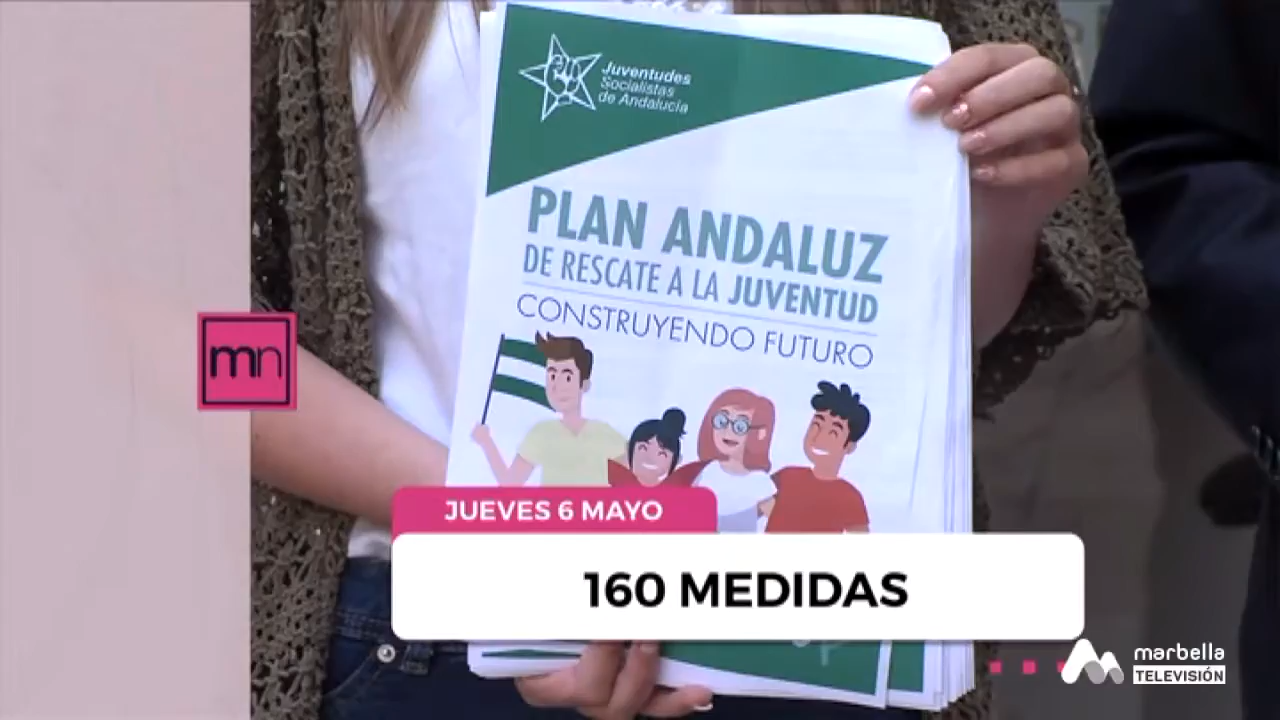 Juventudes
Socialistas
de Andalucía
PLAN ANDALUZ
DE RESCATE A LA JUVENTUD
CONSTRUYENDO FUTURO
mn
JUEVES 6 MAYO
160 MEDIDAS
marbella
TELEVISIÓN